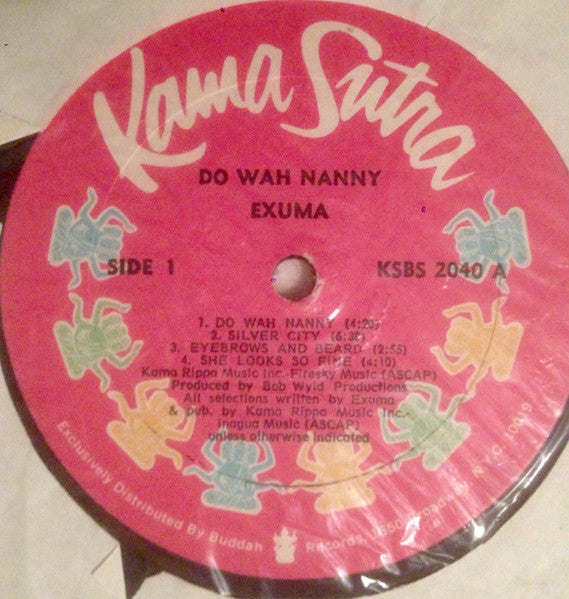 Kama Sutra
DO WAH NANNY
EXUMA
SIDE 1
KSBS 2040 A
1. DO WAH NANNY (4:20)
2. SILVER CITY (6:30)
3. EYEBROWS AND BEARD (2:55)
4. SHE LOOKS SO FINE (4:10)
Kama Rippa Music Inc.-Firesky Music (ASCAP)
Produced by Bob Wyld Productions
All selections written by Exuma
& pub. by Kama Rippa Music Inc.-
Inagua Music (ASCAP)
unless otherwise indicated
Exclusively Distributed By Buddah Records, 1650 Broadway, N.Y.C. 10019